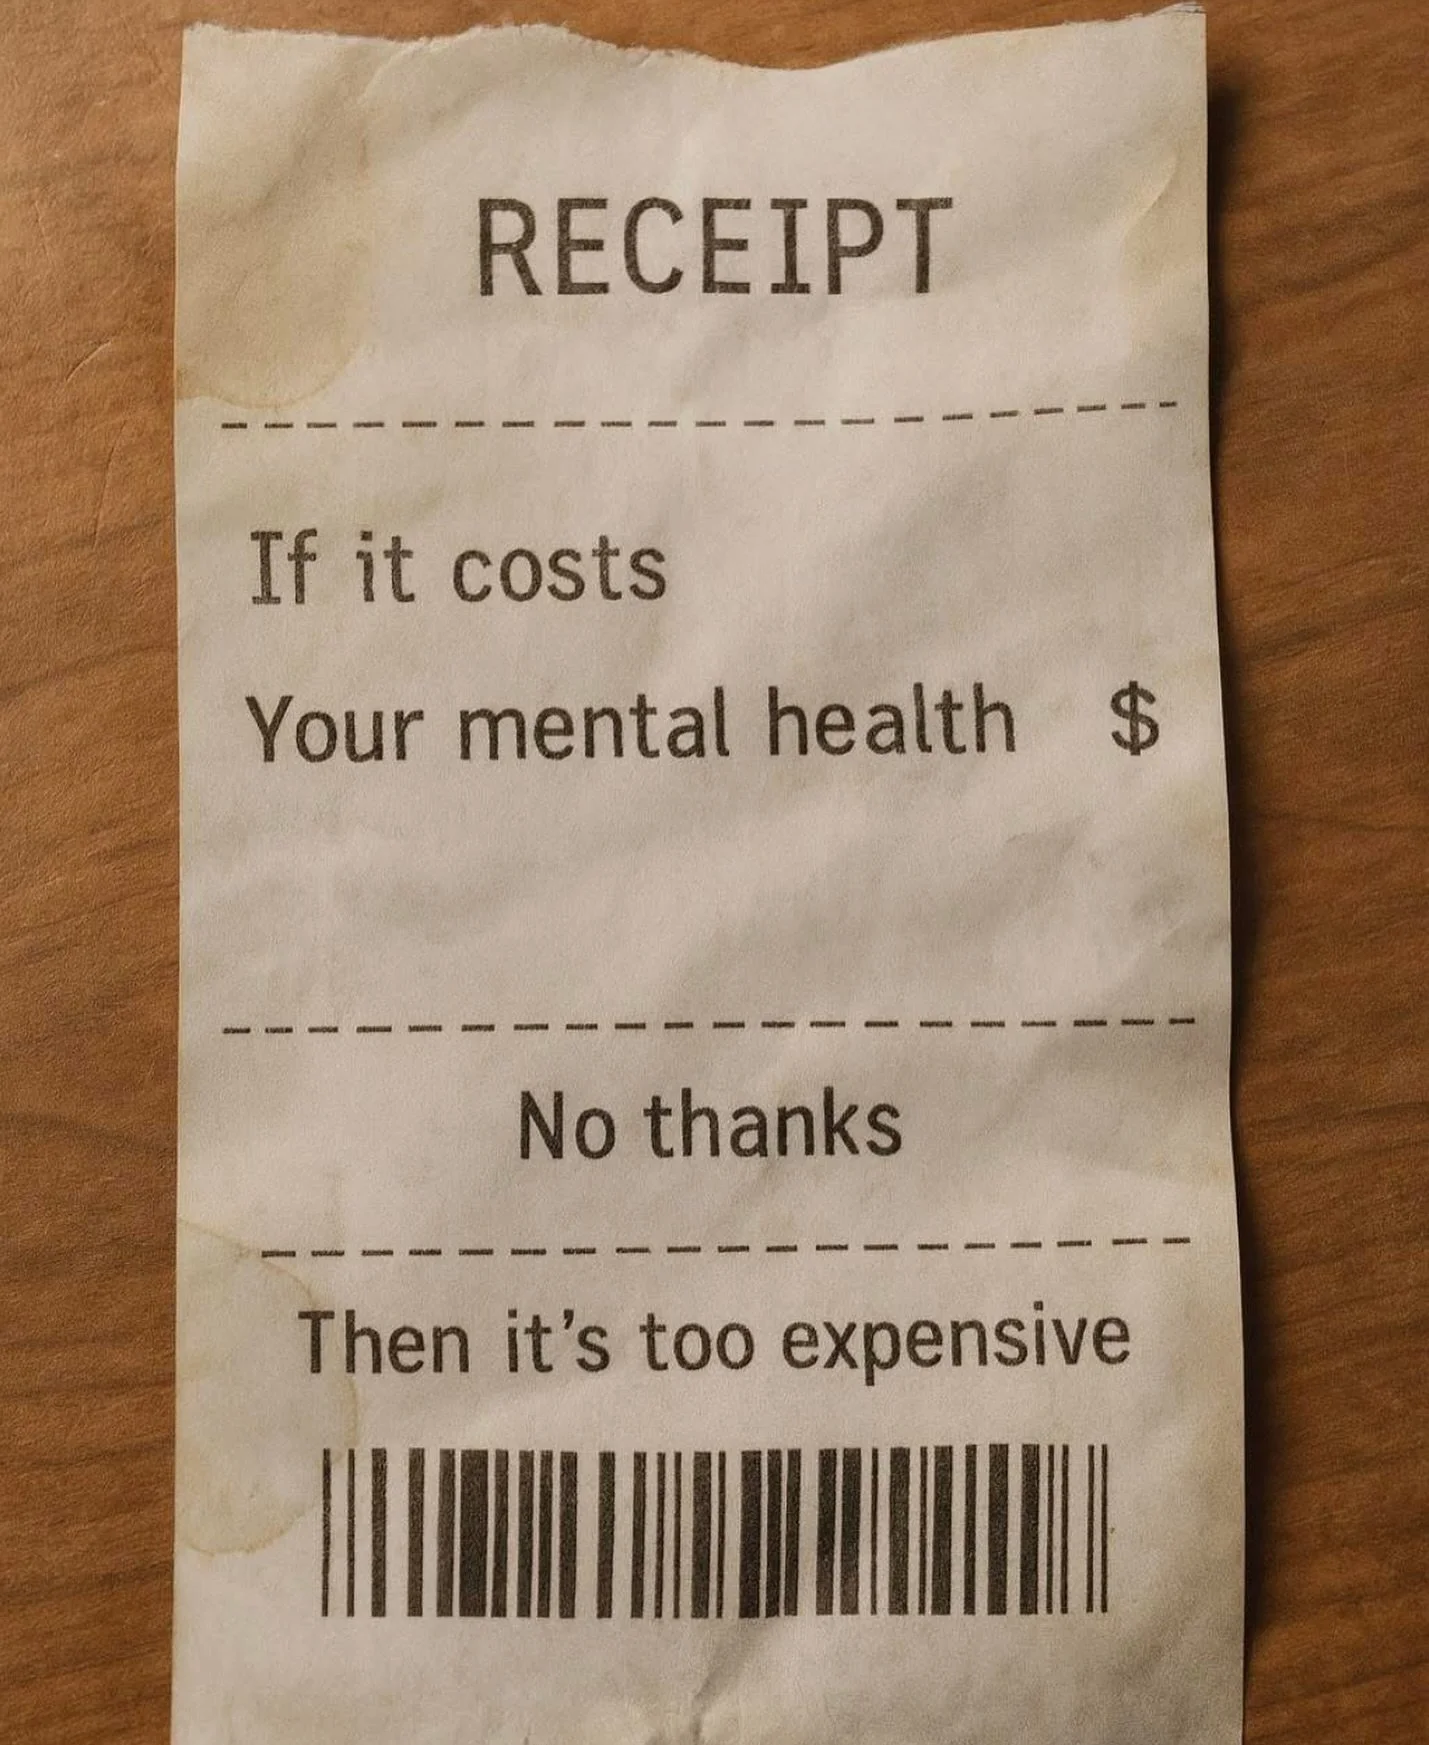 RECEIPT
If it costs
Your mental health $
No thanks
Then it's too expensive